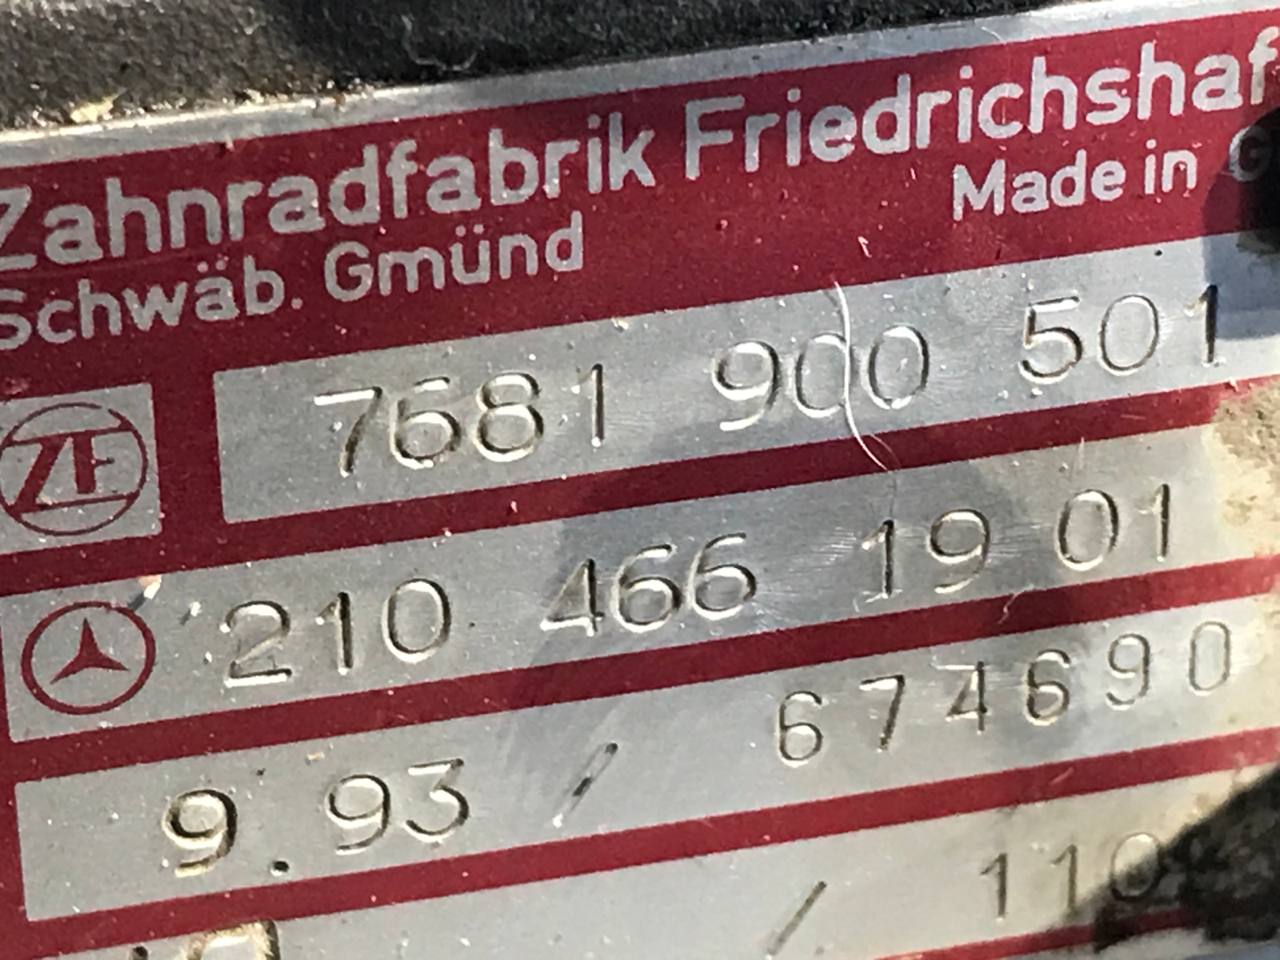 Zahnradfabrik Friedrichshaf
Schwäb. Gmünd
Made in G
7681 900 501
ZF
210 466 19 01
9.93 / 674690
/ 110